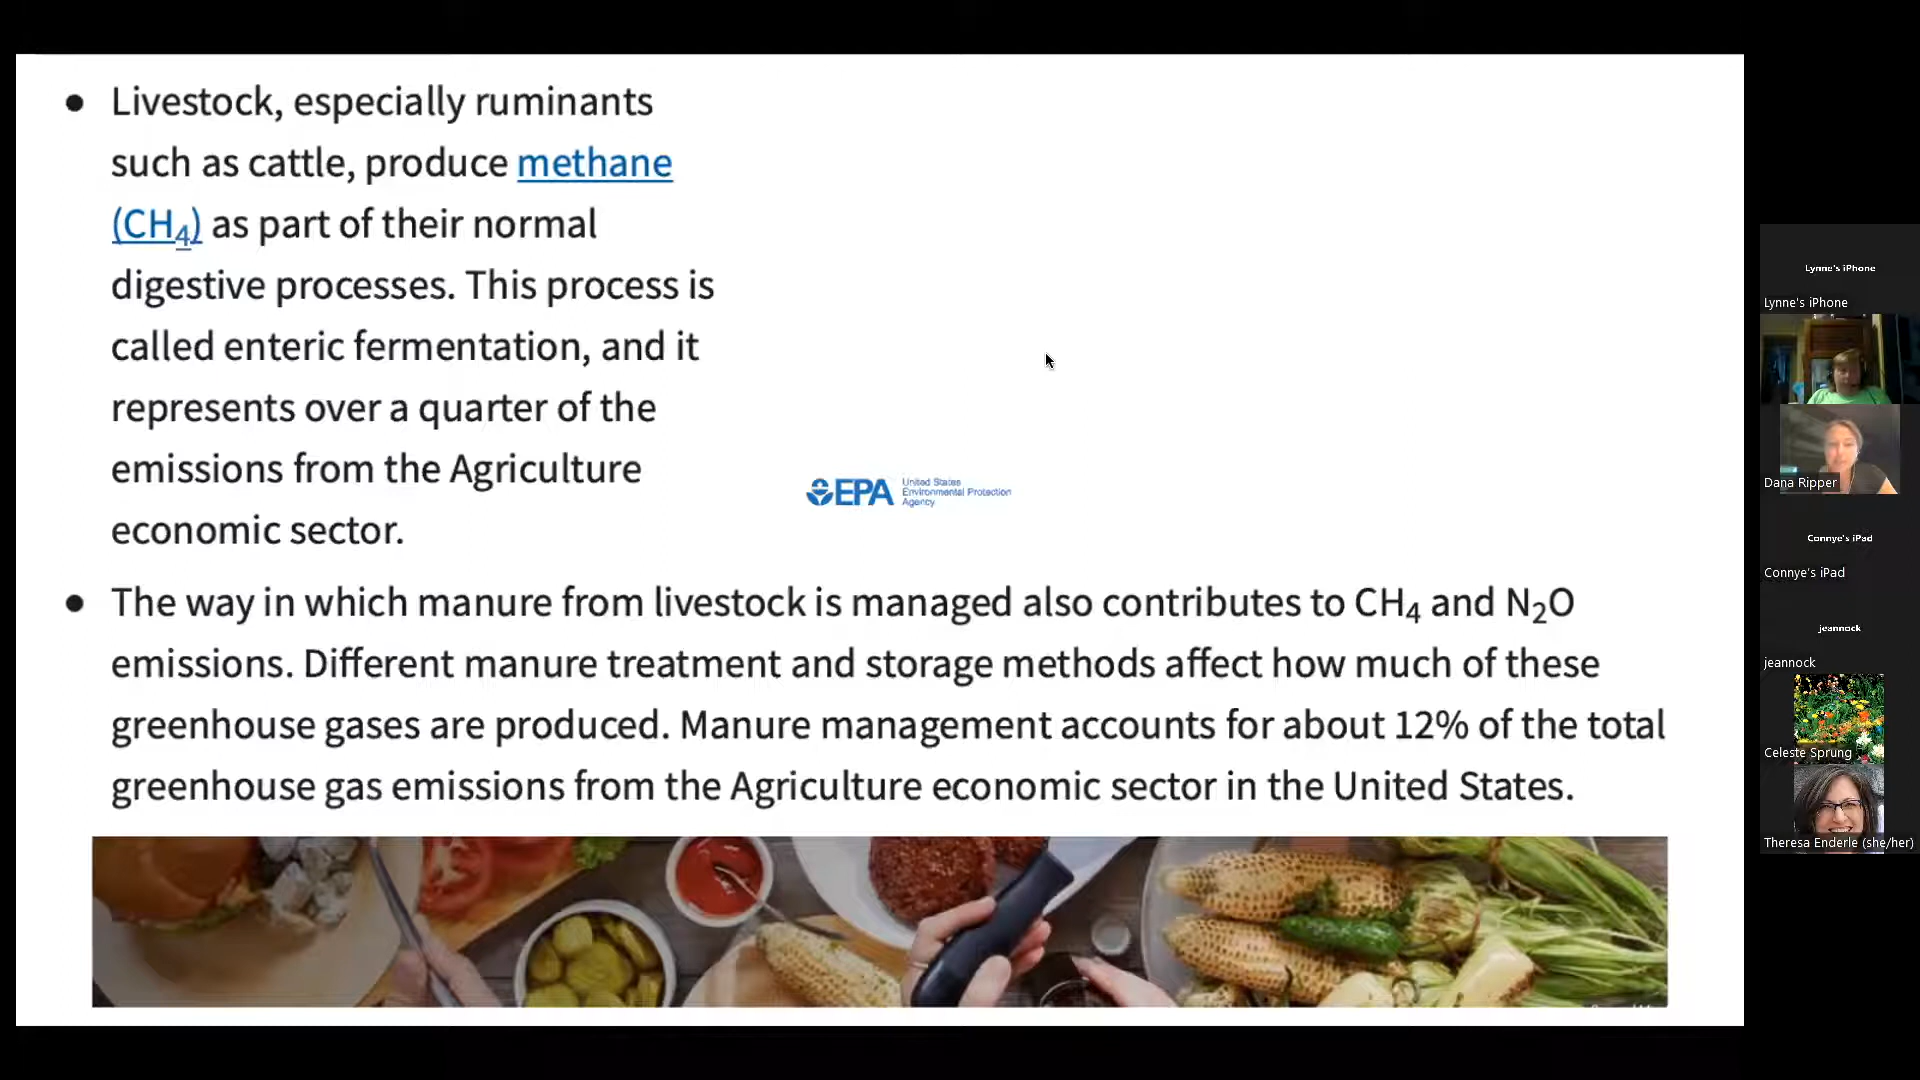 ● Livestock, especially ruminants
such as cattle, produce methane
(CH₄) as part of their normal
digestive processes. This process is
called enteric fermentation, and it
represents over a quarter of the
emissions from the Agriculture
economic sector.
EPA United States
Environmental Protection
Agency
● The way in which manure from livestock is managed also contributes to CH₄ and N₂O
emissions. Different manure treatment and storage methods affect how much of these
greenhouse gases are produced. Manure management accounts for about 12% of the total
greenhouse gas emissions from the Agriculture economic sector in the United States.
Lynne's iPhone
Lynne's iPhone
Dana Ripper
Connye's iPad
Connye's iPad
jeannock
jeannock
Celeste Sprung
Theresa Enderle (she/her)